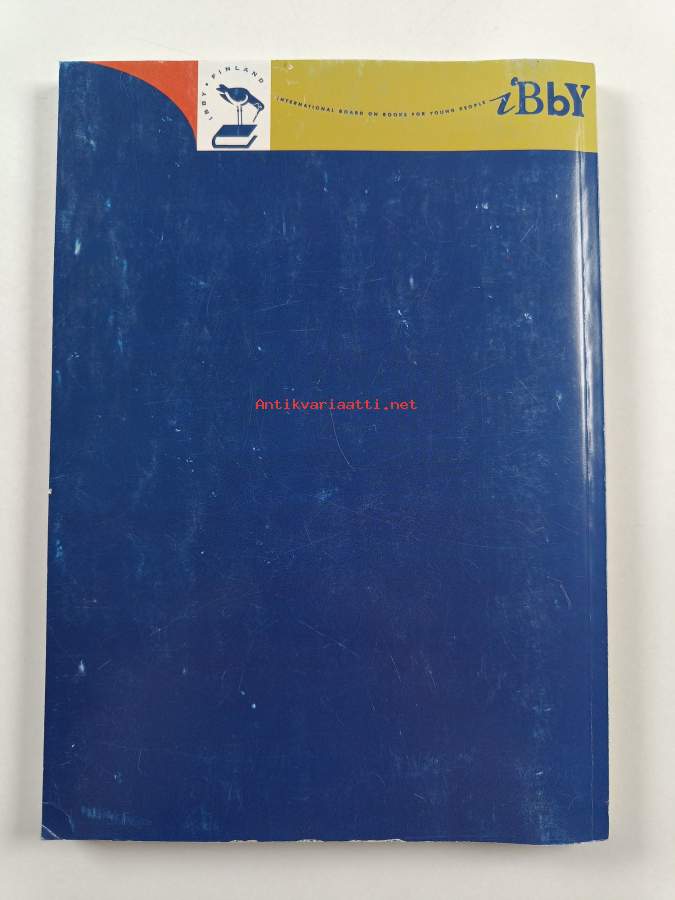 IBBY • FINLAND
INTERNATIONAL BOARD ON BOOKS FOR YOUNG PEOPLE
iBbY
Antikvariaatti.net